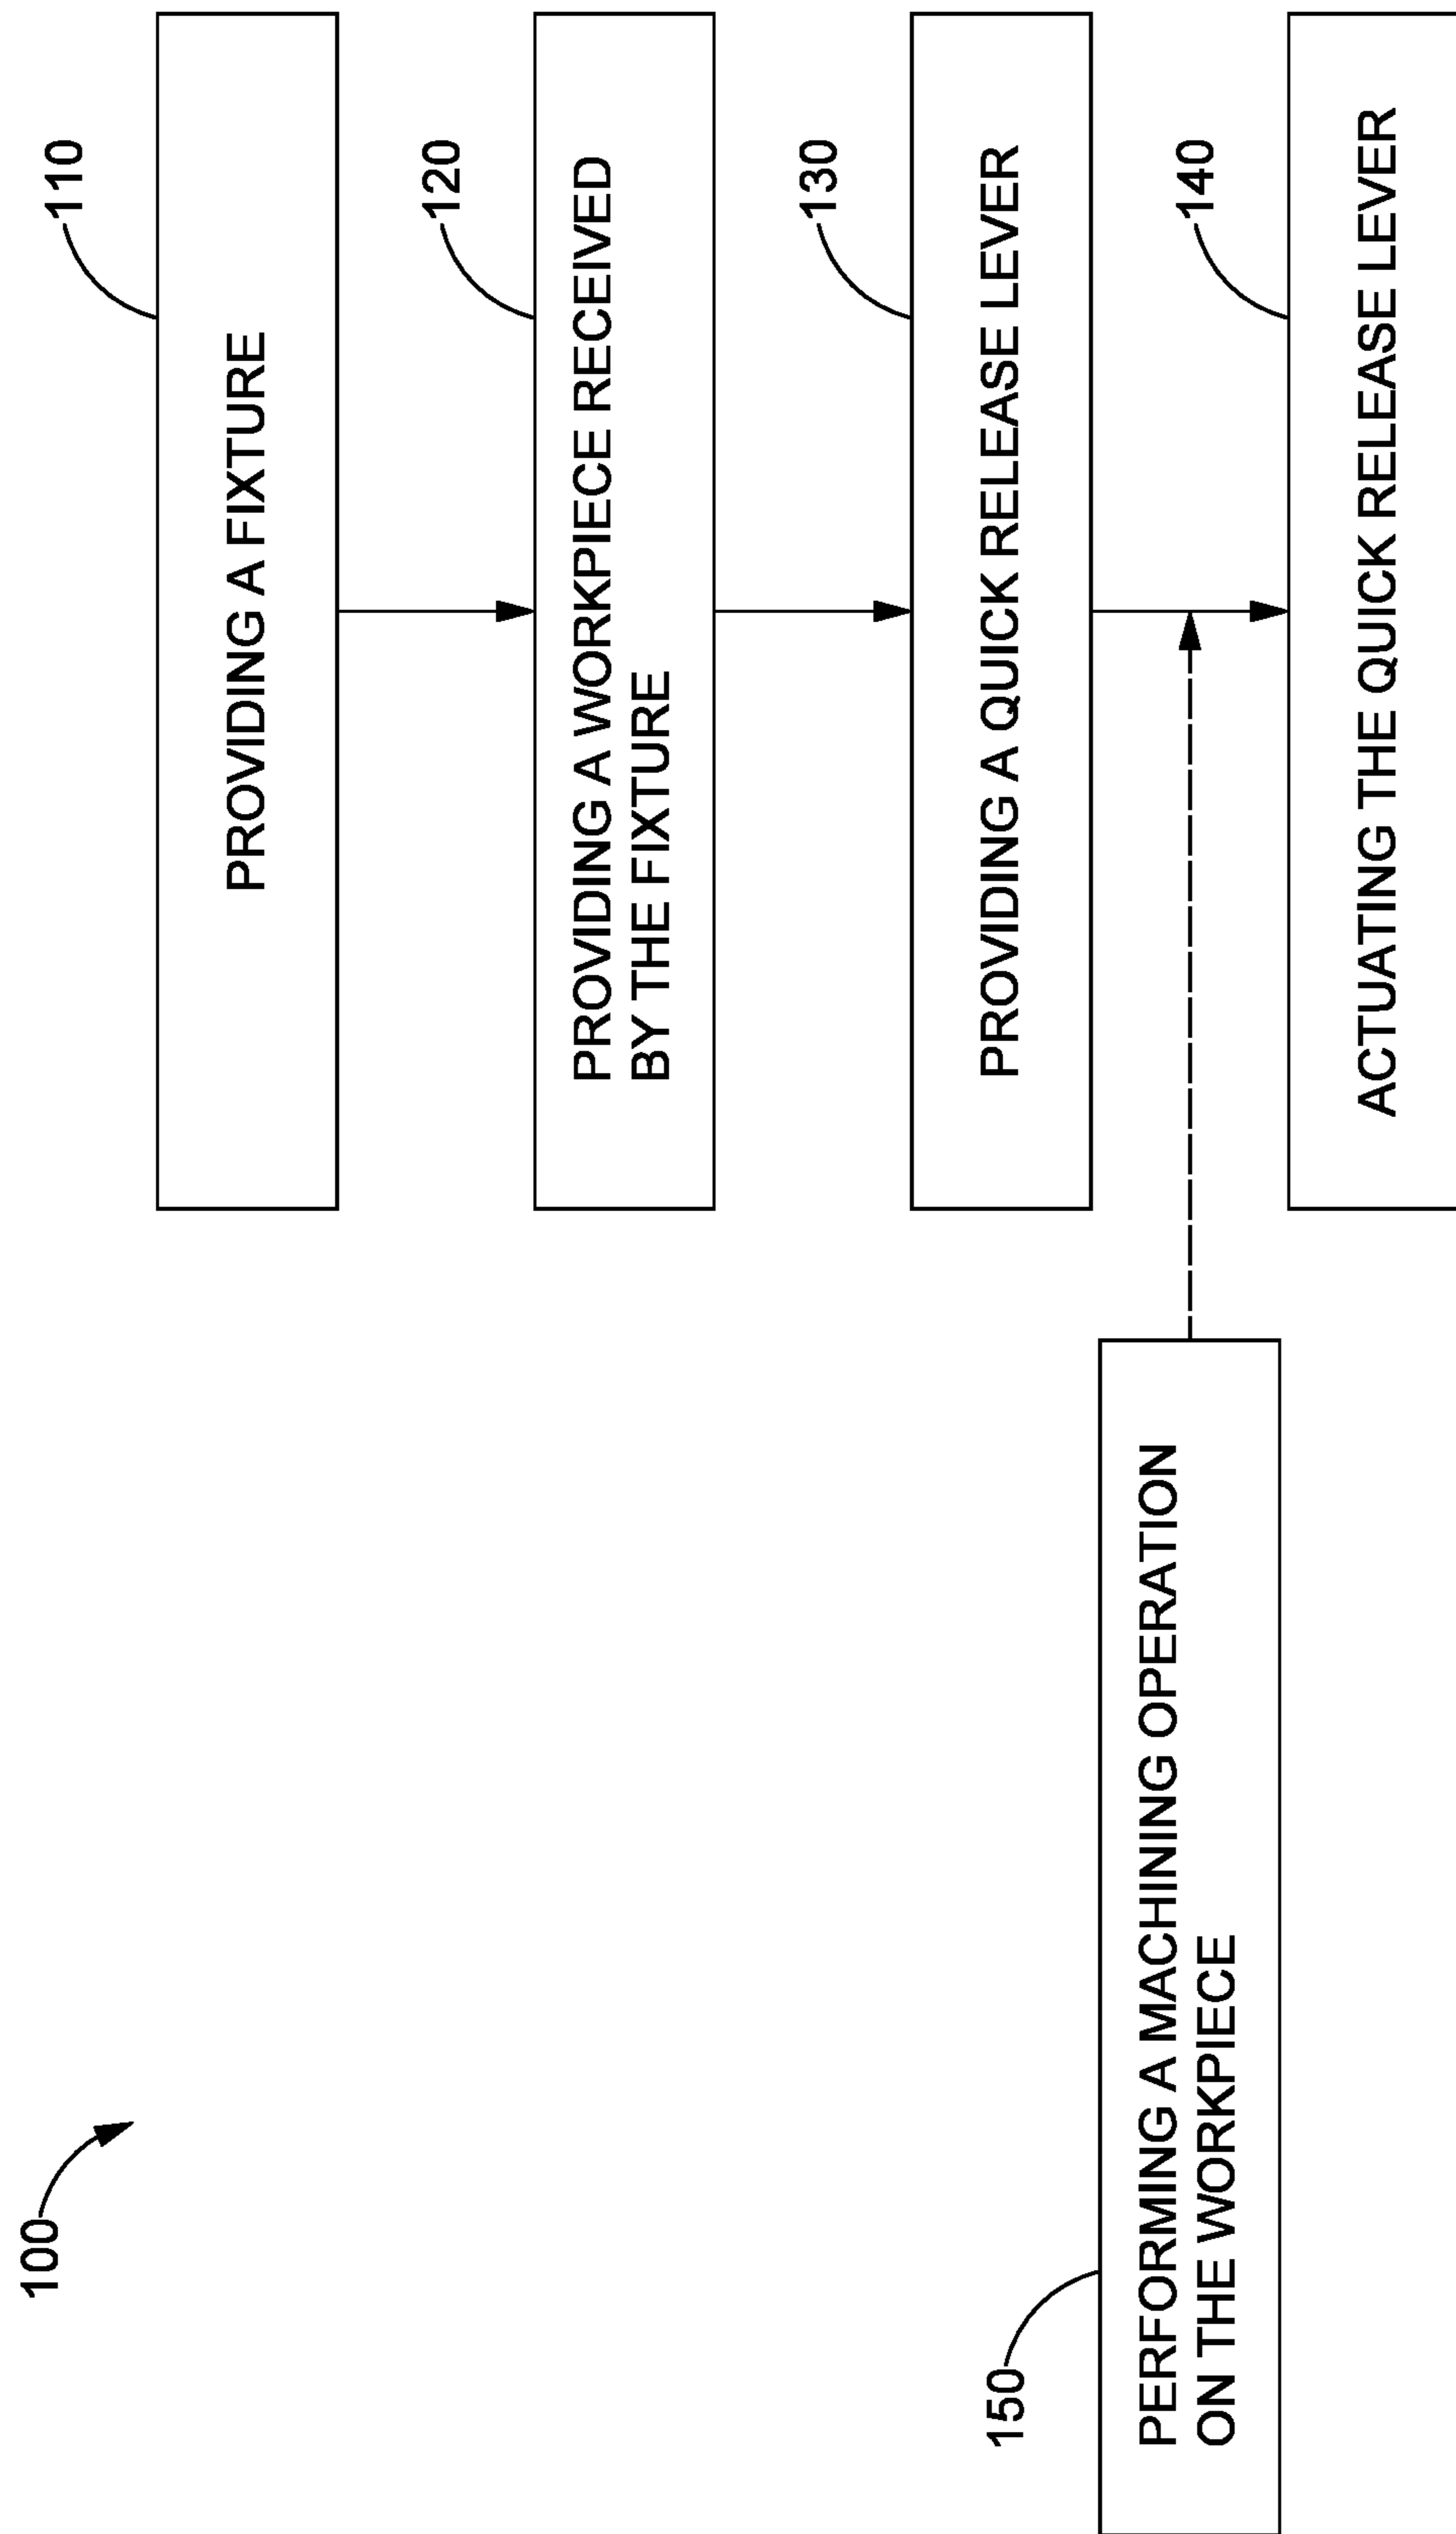 100
110
PROVIDING A FIXTURE
120
PROVIDING A WORKPIECE RECEIVED
BY THE FIXTURE
130
PROVIDING A QUICK RELEASE LEVER
150
PERFORMING A MACHINING OPERATION
ON THE WORKPIECE
140
ACTUATING THE QUICK RELEASE LEVER